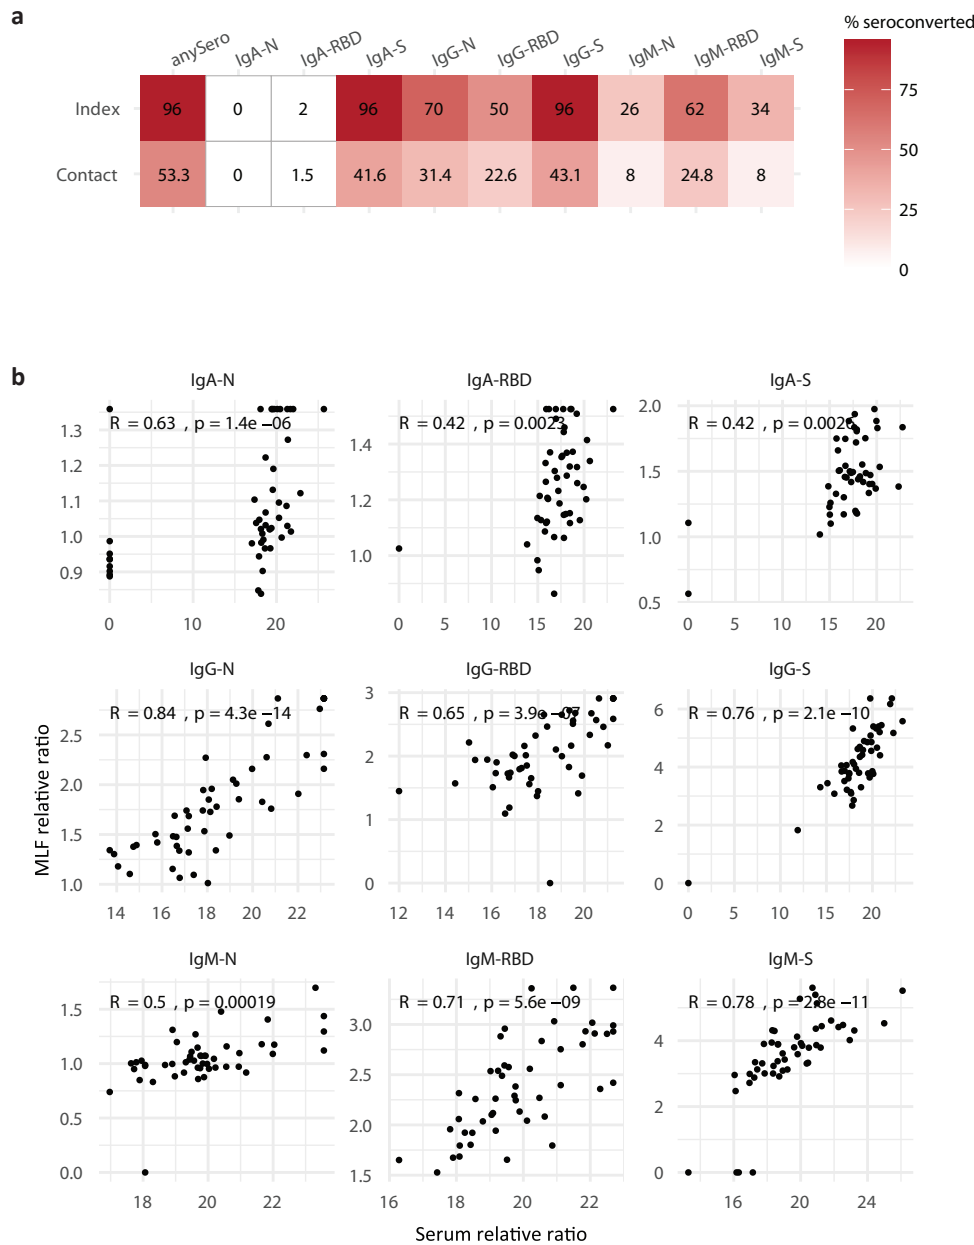 a
anySero IgA-N IgA-RBD IgA-S IgG-N IgG-RBD IgG-S IgM-N IgM-RBD IgM-S
% seroconverted
Index 96 0 2 96 70 50 96 26 62 34
Contact 53.3 0 1.5 41.6 31.4 22.6 43.1 8 24.8 8
75
50
25
0
b
IgA-N
R = 0.63 , p = 1.4e −06
1.3
1.2
1.1
1.0
0.9
0 10 20
IgA-RBD
R = 0.42 , p = 0.0023
1.4
1.2
1.0
0 5 10 15 20
IgA-S
R = 0.42 , p = 0.0026
2.0
1.5
1.0
0.5
0 5 10 15 20
IgG-N
R = 0.84 , p = 4.3e −14
2.5
2.0
1.5
1.0
14 16 18 20 22
IgG-RBD
R = 0.65 , p = 3.9e −07
3
2
1
0
12 14 16 18 20
IgG-S
R = 0.76 , p = 2.1e −10
6
4
2
0
0 5 10 15 20
IgM-N
R = 0.5 , p = 0.00019
1.5
1.0
0.5
0.0
18 20 22
IgM-RBD
R = 0.71 , p = 5.6e −09
3.0
2.5
2.0
1.5
16 18 20 22
IgM-S
R = 0.78 , p = 2.8e −11
4
2
0
16 20 24
MLF relative ratio
Serum relative ratio